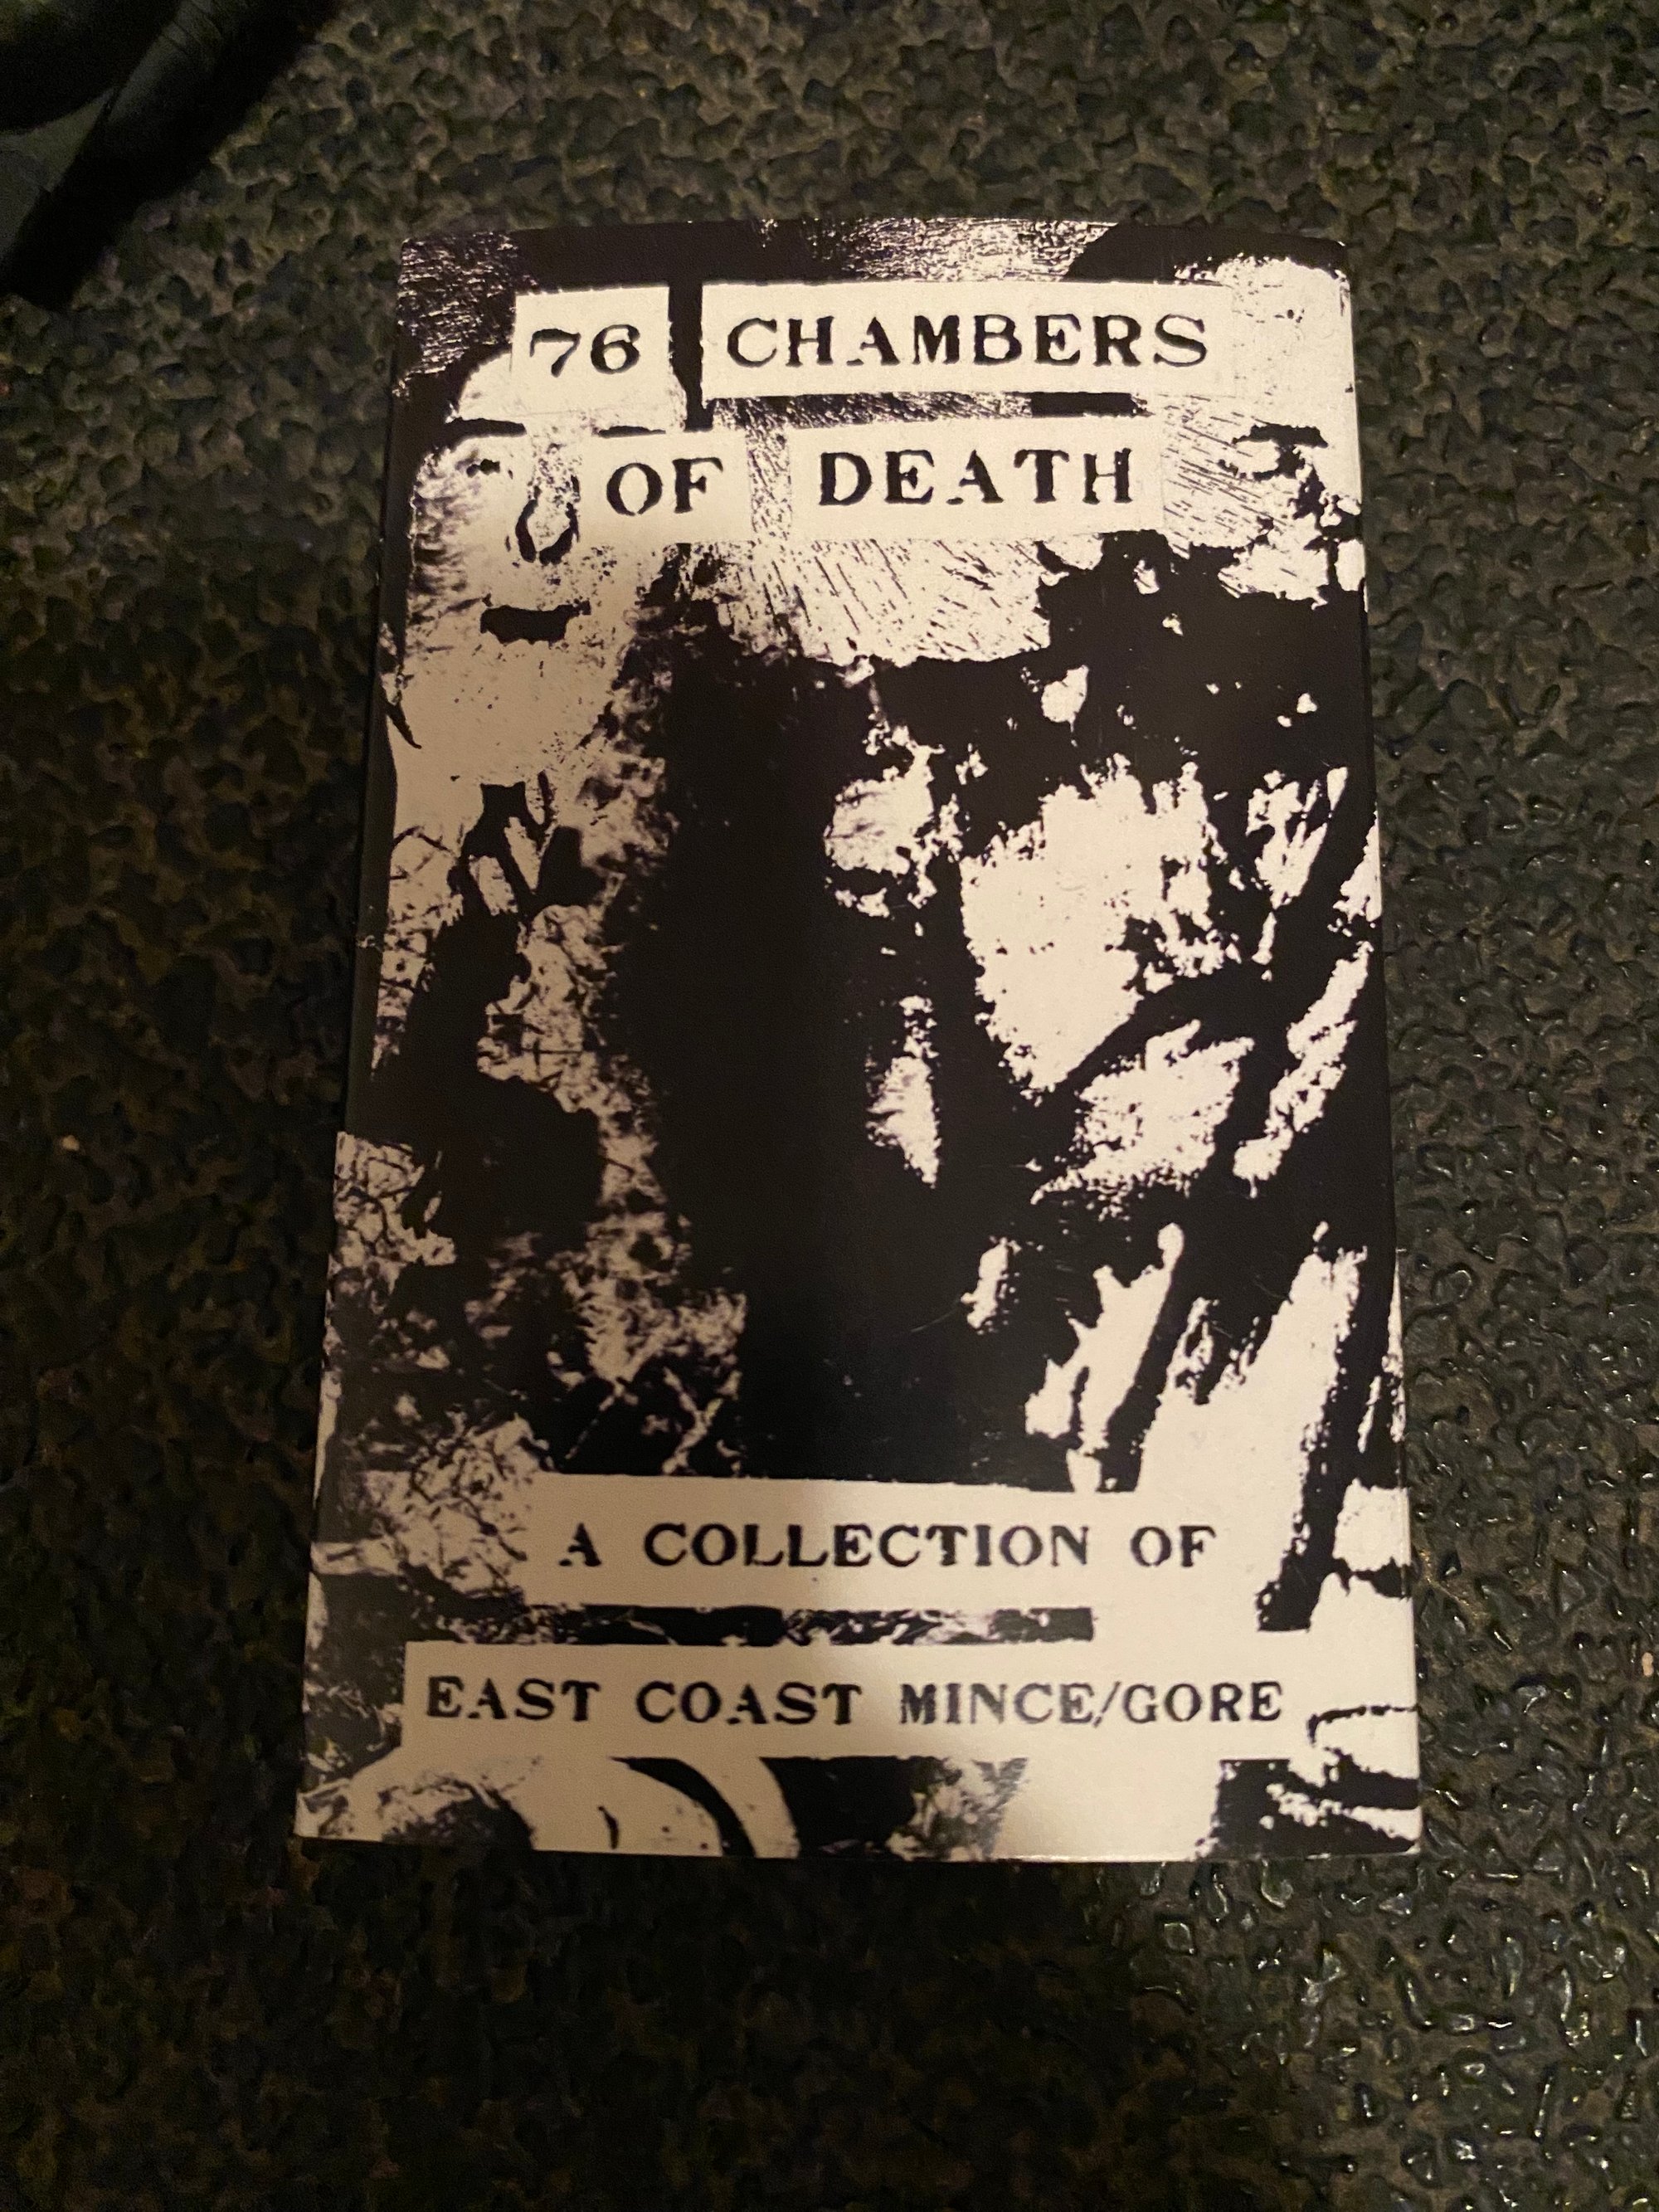 76 CHAMBERS
OF DEATH
A COLLECTION OF
EAST COAST MINCE/GORE